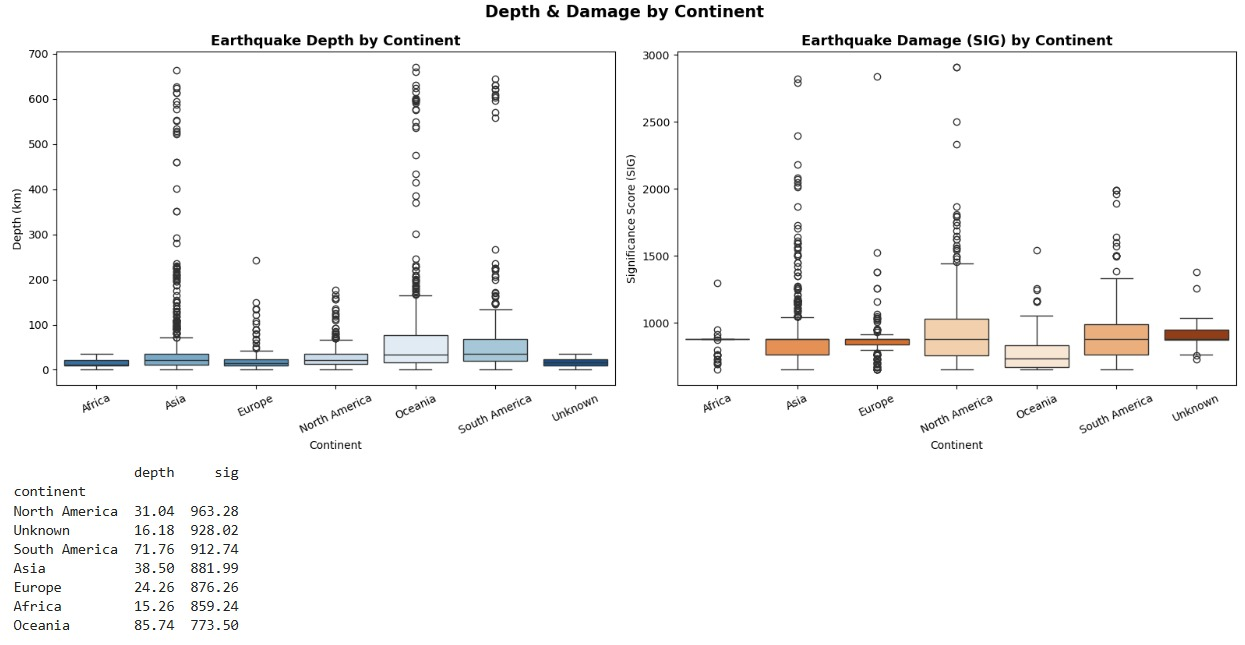 Depth & Damage by Continent
Earthquake Depth by Continent
700
600
500
400
300
200
100
0
Depth (km)
Africa
Asia
Europe
North America
Oceania
South America
Unknown
Continent
Earthquake Damage (SIG) by Continent
3000
2500
2000
1500
1000
Significance Score (SIG)
Africa
Asia
Europe
North America
Oceania
South America
Unknown
Continent
depth sig
continent
North America 31.04 963.28
Unknown 16.18 928.02
South America 71.76 912.74
Asia 38.50 881.99
Europe 24.26 876.26
Africa 15.26 859.24
Oceania 85.74 773.50